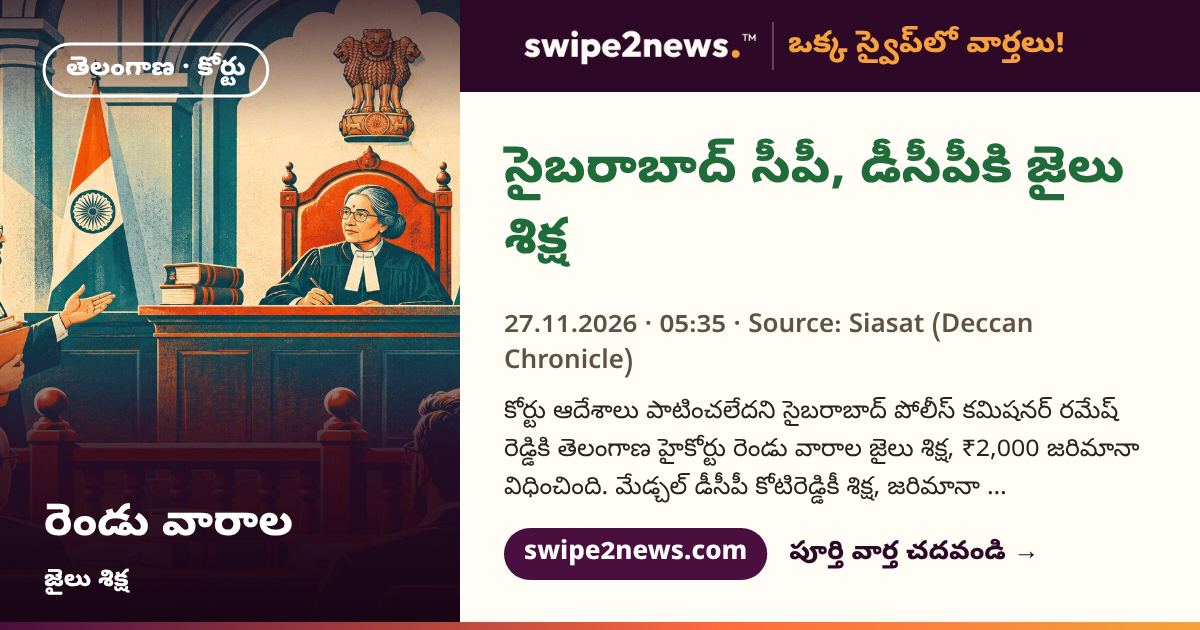 తెలంగాణ · కోర్టు
రెండు వారాల
జైలు శిక్ష
swipe2news.™
ఒక్క స్వైప్‌లో వార్తలు!
సైబరాబాద్ సీపీ, డీసీపీకి జైలు
శిక్ష
27.11.2026 · 05:35 · Source: Siasat (Deccan
Chronicle)
కోర్టు ఆదేశాలు పాటించలేదని సైబరాబాద్ పోలీస్ కమిషనర్ రమేష్
రెడ్డికి తెలంగాణ హైకోర్టు రెండు వారాల జైలు శిక్ష, ₹2,000 జరిమానా
విధించింది. మేడ్చల్ డీసీపీ కోటిరెడ్డికీ శిక్ష, జరిమానా ...
swipe2news.com
పూర్తి వార్త చదవండి →